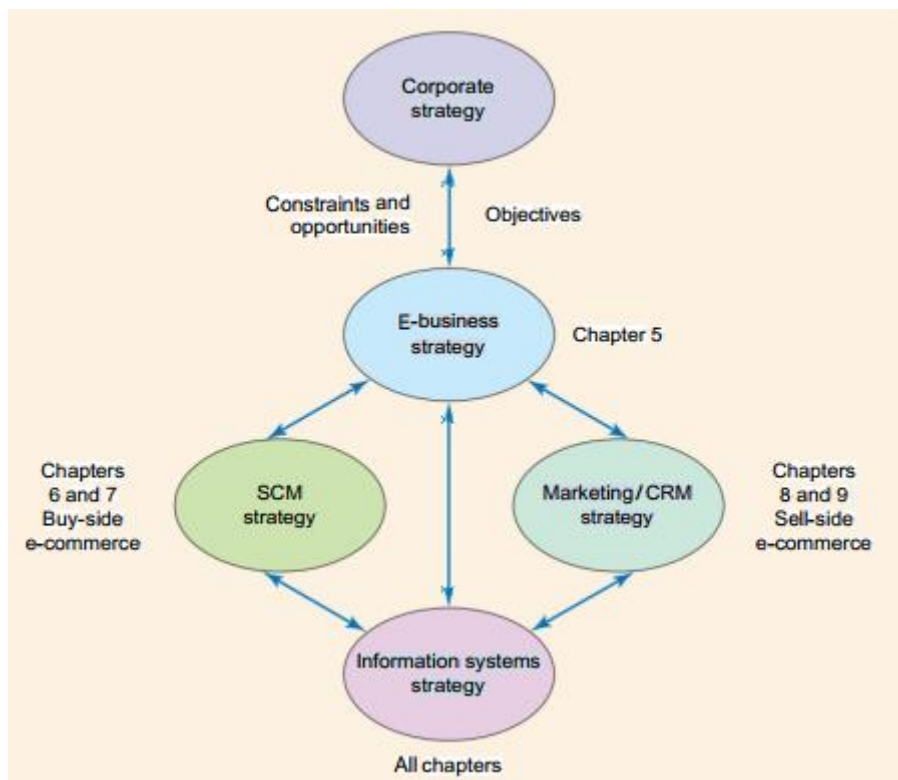 Corporate
strategy
Constraints and
opportunities
Objectives
E-business
strategy
Chapter 5
Chapters
6 and 7
Buy-side
e-commerce
SCM
strategy
Marketing/CRM
strategy
Chapters
8 and 9
Sell-side
e-commerce
Information systems
strategy
All chapters